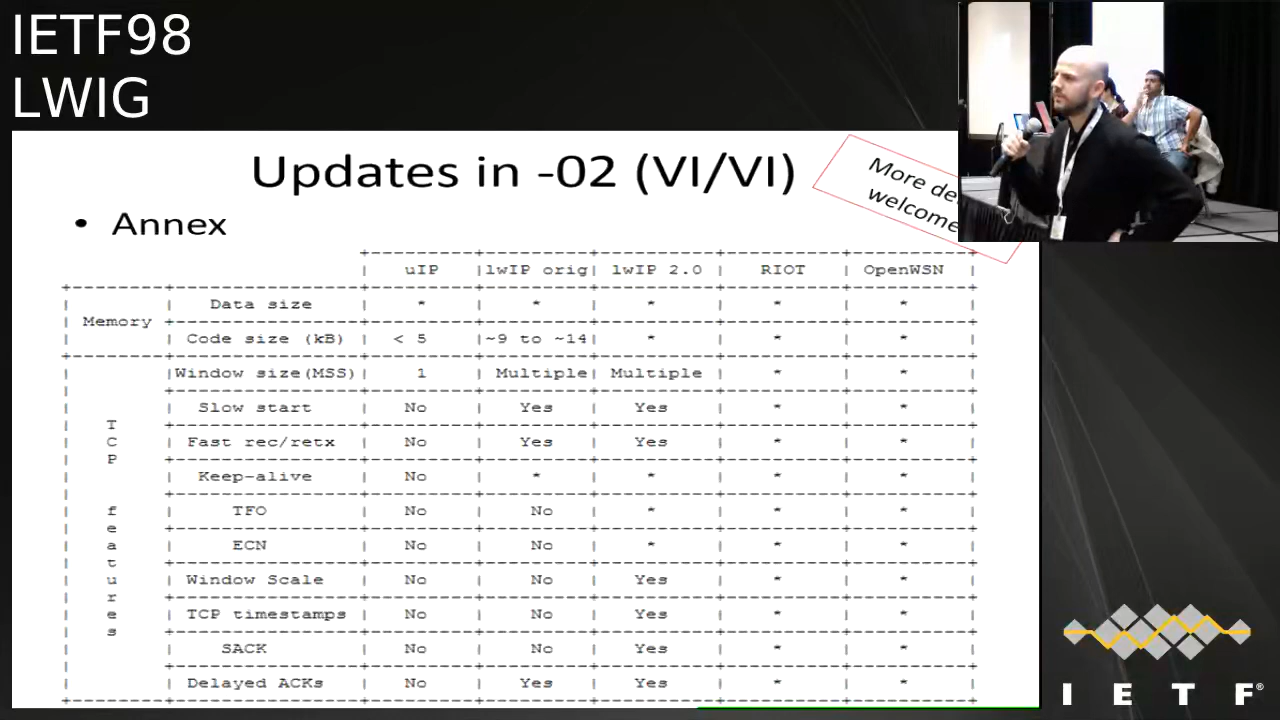 IETF98
LWIG
Updates in -02 (VI/VI)
More
welcome
• Annex
uIP | lwIP orig | lwIP 2.0 | RIOT | OpenWSN
Memory
Data size | * | * | * | * | *
Code size (kB) | < 5 | ~9 to ~14 | * | * | *
TCP features
Window size(MSS) | 1 | Multiple | Multiple | * | *
Slow start | No | Yes | Yes | * | *
Fast rec/retx | No | Yes | Yes | * | *
Keep-alive | No | * | * | * | *
TFO | No | No | * | * | *
ECN | No | No | * | * | *
Window Scale | No | No | Yes | * | *
TCP timestamps | No | No | Yes | * | *
SACK | No | No | Yes | * | *
Delayed ACKs | No | Yes | Yes | * | *
I E T F®